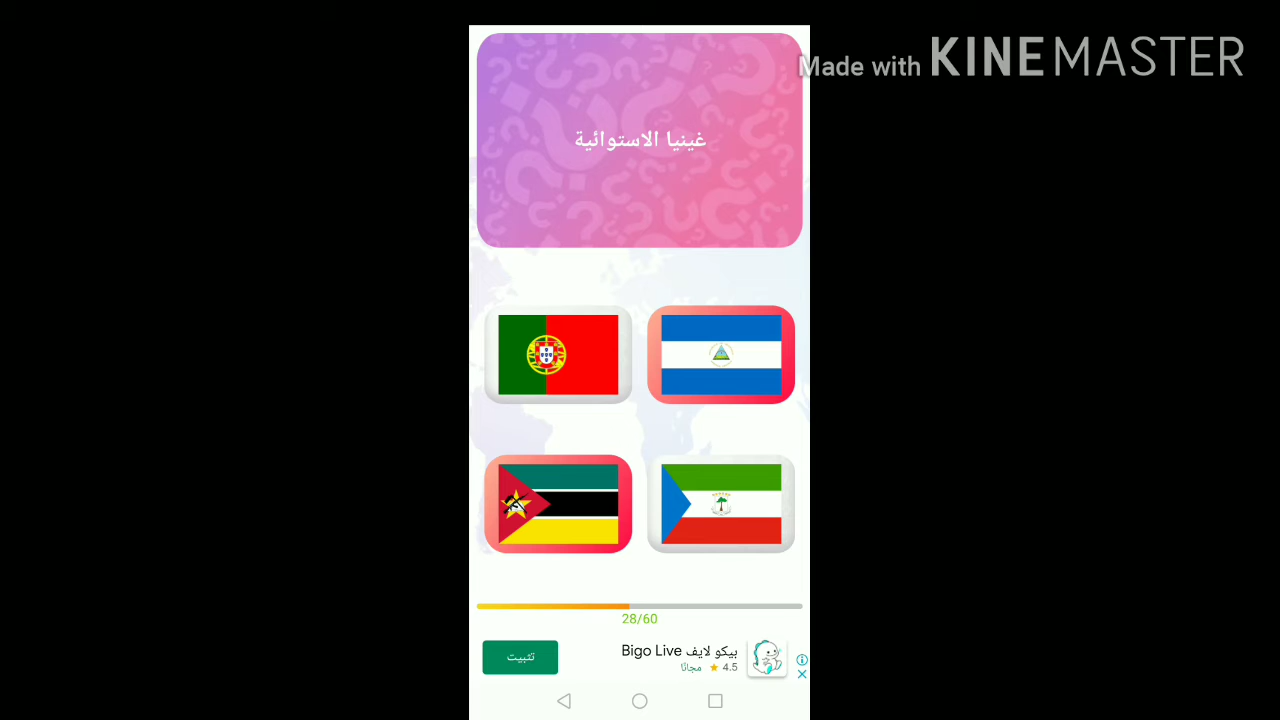 Made with KINEMASTER
غينيا الاستوائية
28/60
بيكو لايف Bigo Live
4.5 ★ مجانًا
تثبيت